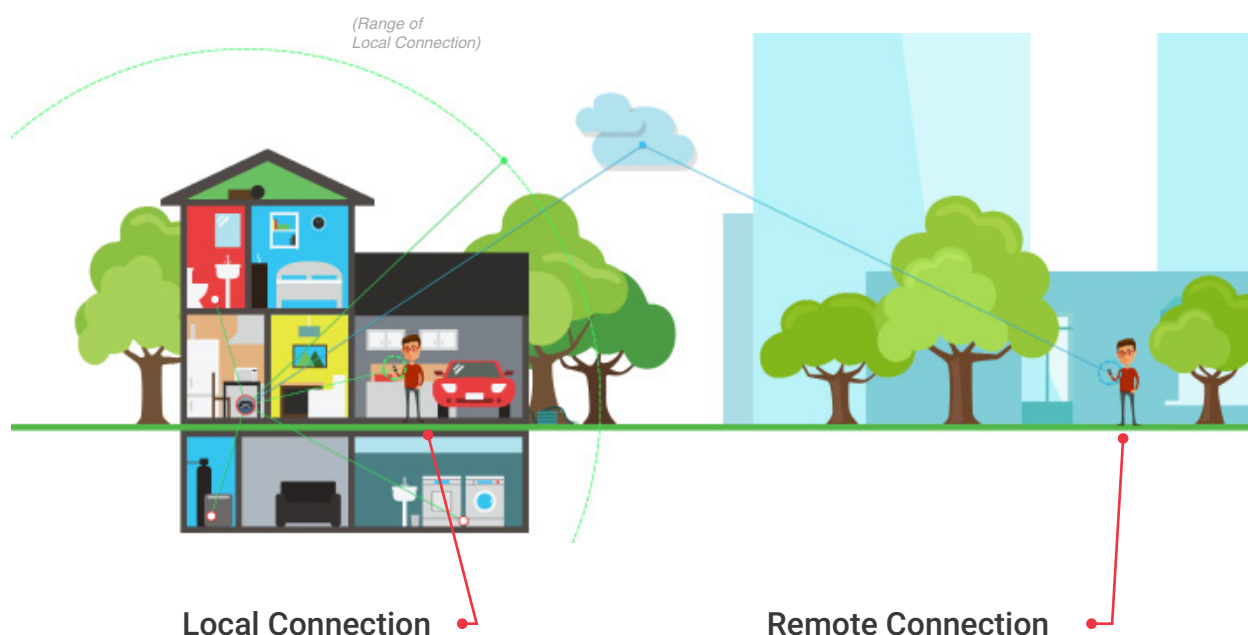 (Range of
Local Connection)
Local Connection
Remote Connection